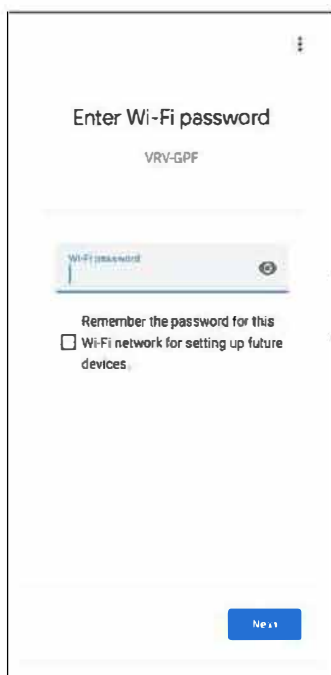 Enter Wi-Fi password
VRV-GPF
Wi-Fi password
Remember the password for this
Wi-Fi network for setting up future
devices.
Next